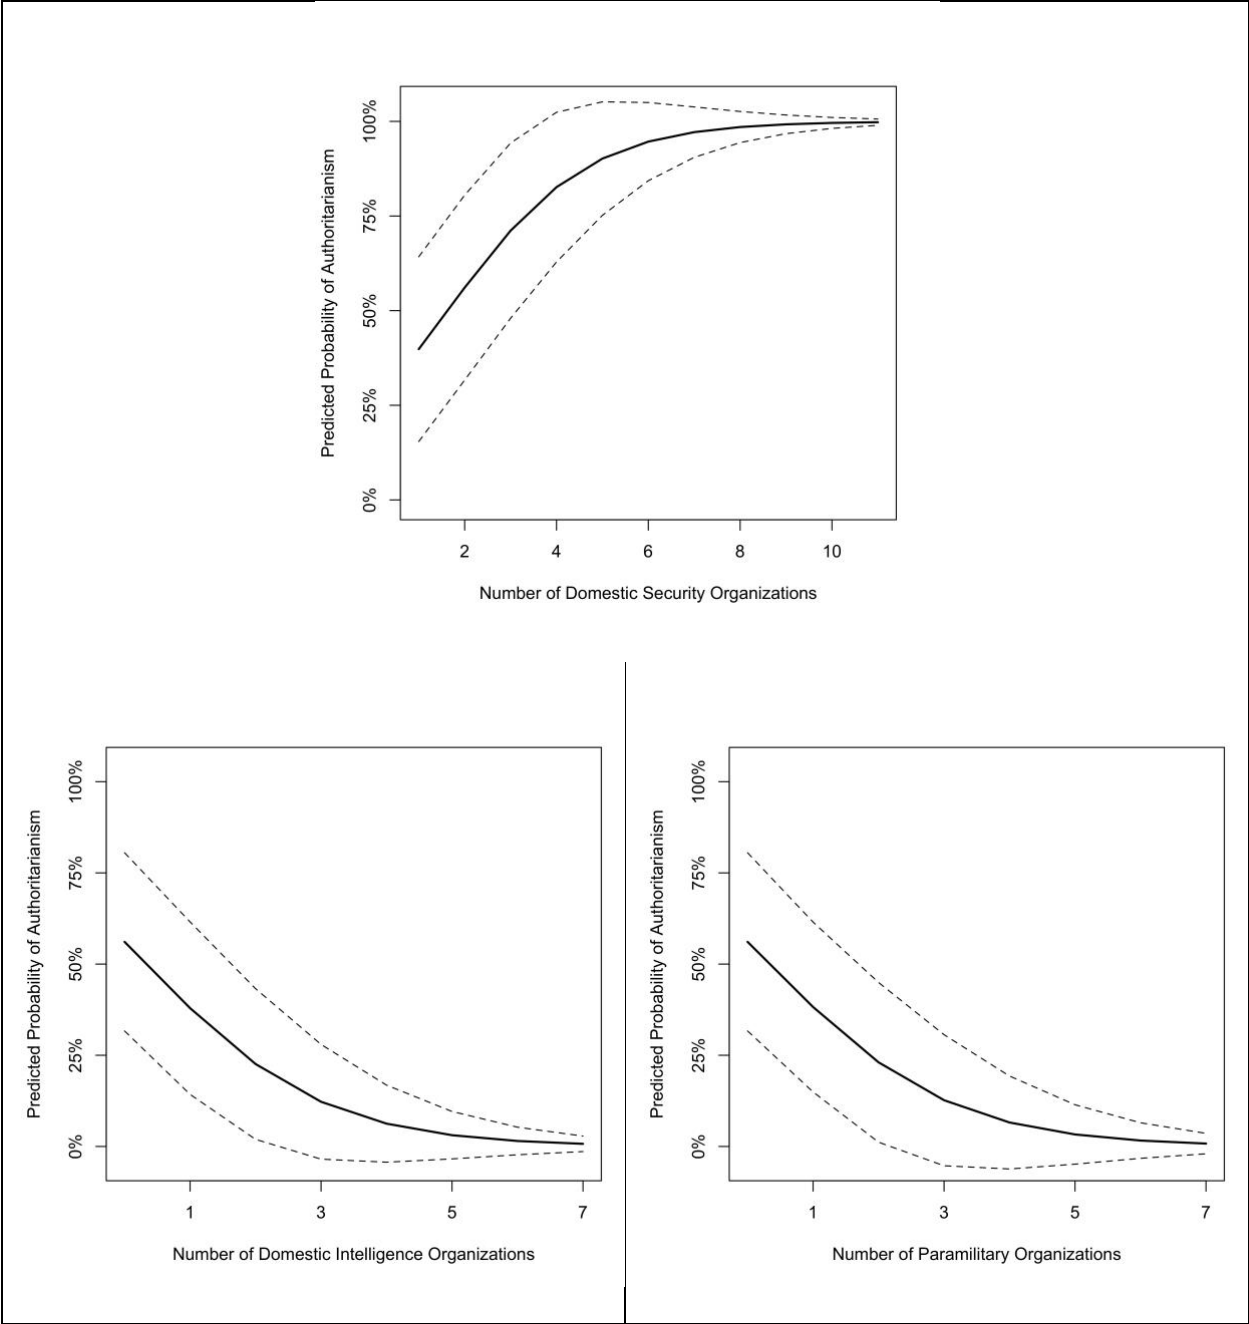 Predicted Probability of Authoritarianism
100%
75%
50%
25%
0%
2 4 6 8 10
Number of Domestic Security Organizations
Predicted Probability of Authoritarianism
100%
75%
50%
25%
0%
1 3 5 7
Number of Domestic Intelligence Organizations
Predicted Probability of Authoritarianism
100%
75%
50%
25%
0%
1 3 5 7
Number of Paramilitary Organizations